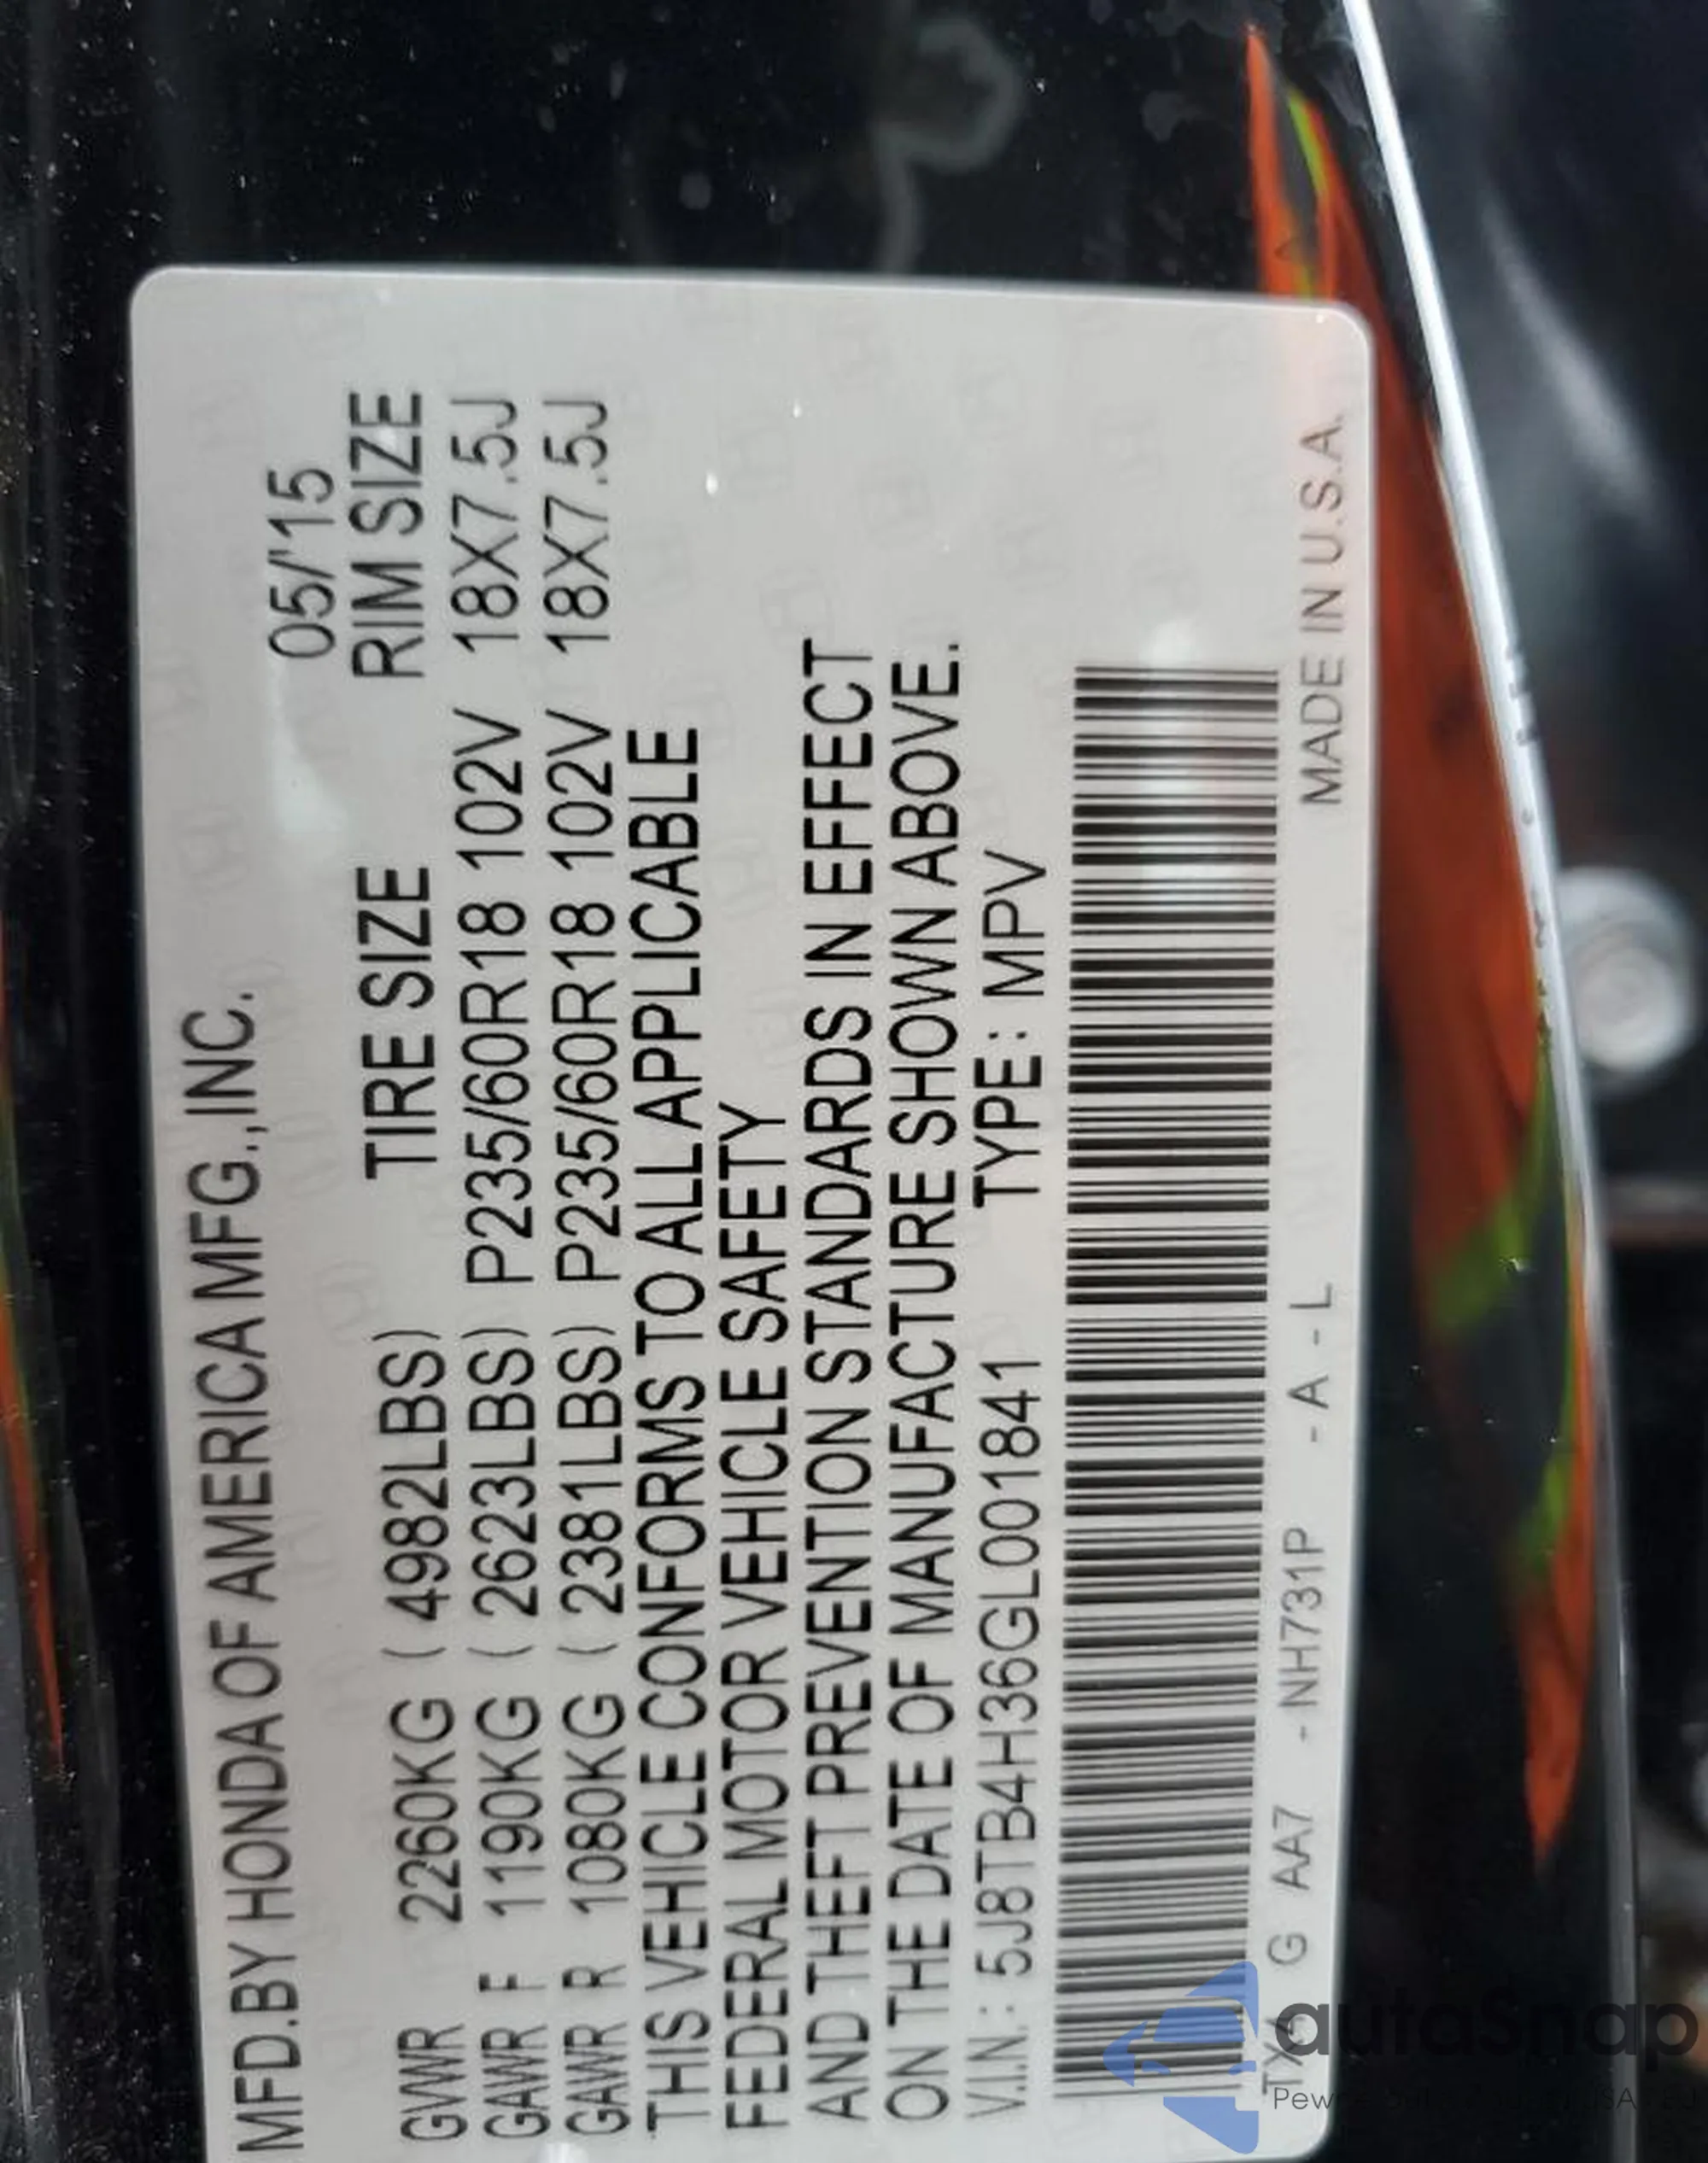 MFD.BY HONDA OF AMERICA MFG.,INC.
05/'15
TIRE SIZE RIM SIZE
GVWR 2260KG ( 4982LBS)
GAWR F 1190KG ( 2623LBS) P235/60R18 102V 18X7.5J
GAWR R 1080KG ( 2381LBS) P235/60R18 102V 18X7.5J
THIS VEHICLE CONFORMS TO ALL APPLICABLE
FEDERAL MOTOR VEHICLE SAFETY
AND THEFT PREVENTION STANDARDS IN EFFECT
ON THE DATE OF MANUFACTURE SHOWN ABOVE.
V.I.N.: 5J8TB4H36GL001841 TYPE: MPV
G AA7 - NH731P - A - L MADE IN U.S.A.
autoSnap